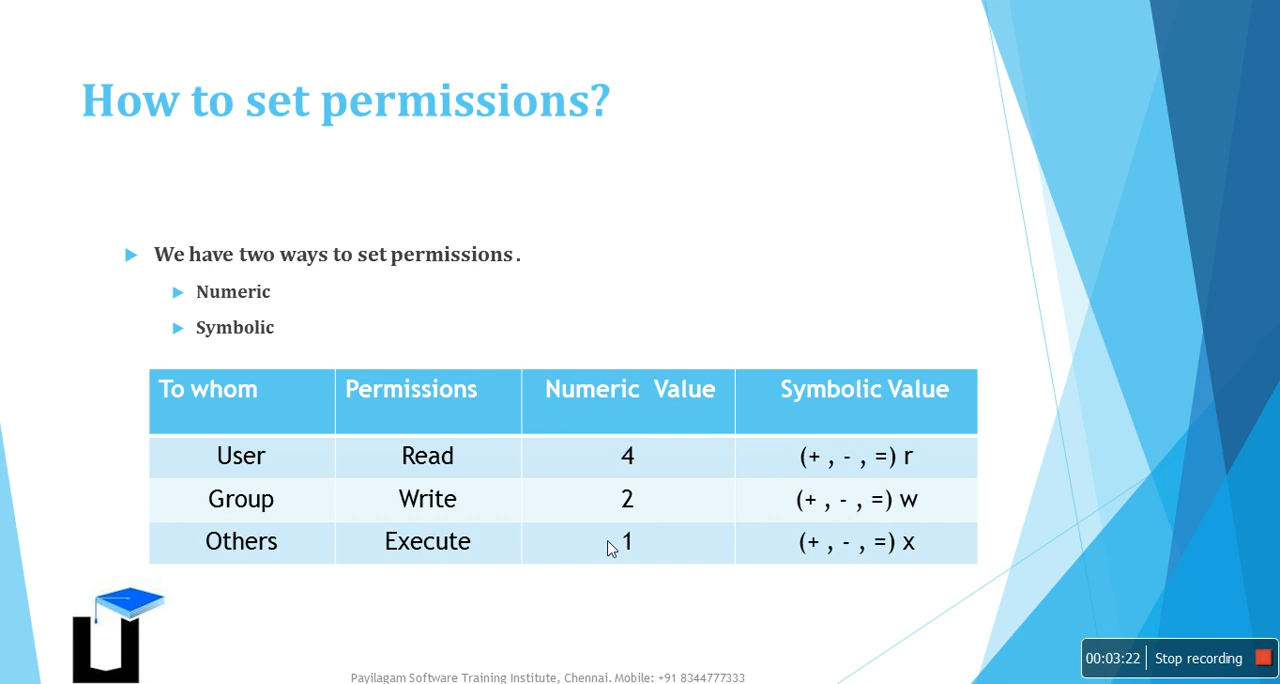 How to set permissions?
We have two ways to set permissions.
Numeric
Symbolic
To whom Permissions Numeric Value Symbolic Value
User Read 4 (+ , - , =) r
Group Write 2 (+ , - , =) w
Others Execute 1 (+ , - , =) x
Payilagam Software Training Institute, Chennai. Mobile: +91 8344777333
00:03:22 Stop recording